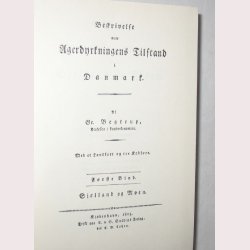 Beskrivelse
over
Agerdyrkningens Tilstand
i
Danmark.
Af
Gr. Begtrup,
Med et Landkort og tre Kobbere.
Første Bind.
Sjelland og Møen.
Kiøbenhavn, 1803.